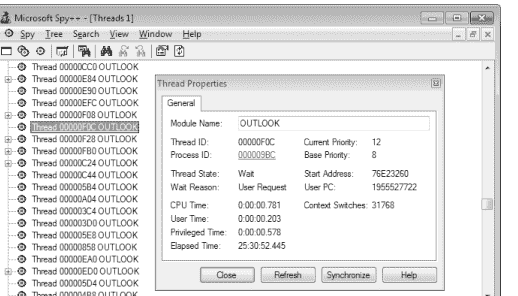 Microsoft Spy++ - [Threads 1]
Spy Tree Search View Window Help
Thread 00000CC0 OUTLOOK
Thread 00000E84 OUTLOOK
Thread 00000E90 OUTLOOK
Thread 00000EFC OUTLOOK
Thread 00000F08 OUTLOOK
Thread 00000F0C OUTLOOK
Thread 00000F28 OUTLOOK
Thread 00000FB0 OUTLOOK
Thread 00000C24 OUTLOOK
Thread 00000C44 OUTLOOK
Thread 000005B4 OUTLOOK
Thread 00000A04 OUTLOOK
Thread 000003C4 OUTLOOK
Thread 000003D0 OUTLOOK
Thread 000005E8 OUTLOOK
Thread 00000858 OUTLOOK
Thread 00000EA0 OUTLOOK
Thread 00000ED0 OUTLOOK
Thread 000005D4 OUTLOOK
Thread 000004B8 OUTLOOK
Thread Properties
General
Module Name: OUTLOOK
Thread ID: 00000F0C Current Priority: 12
Process ID: 000009BC Base Priority: 8
Thread State: Wait Start Address: 76E23260
Wait Reason: User Request User PC: 1955527722
CPU Time: 0:00:00.781 Context Switches: 31768
User Time: 0:00:00.203
Privileged Time: 0:00:00.578
Elapsed Time: 25:30:52.445
Close Refresh Synchronize Help